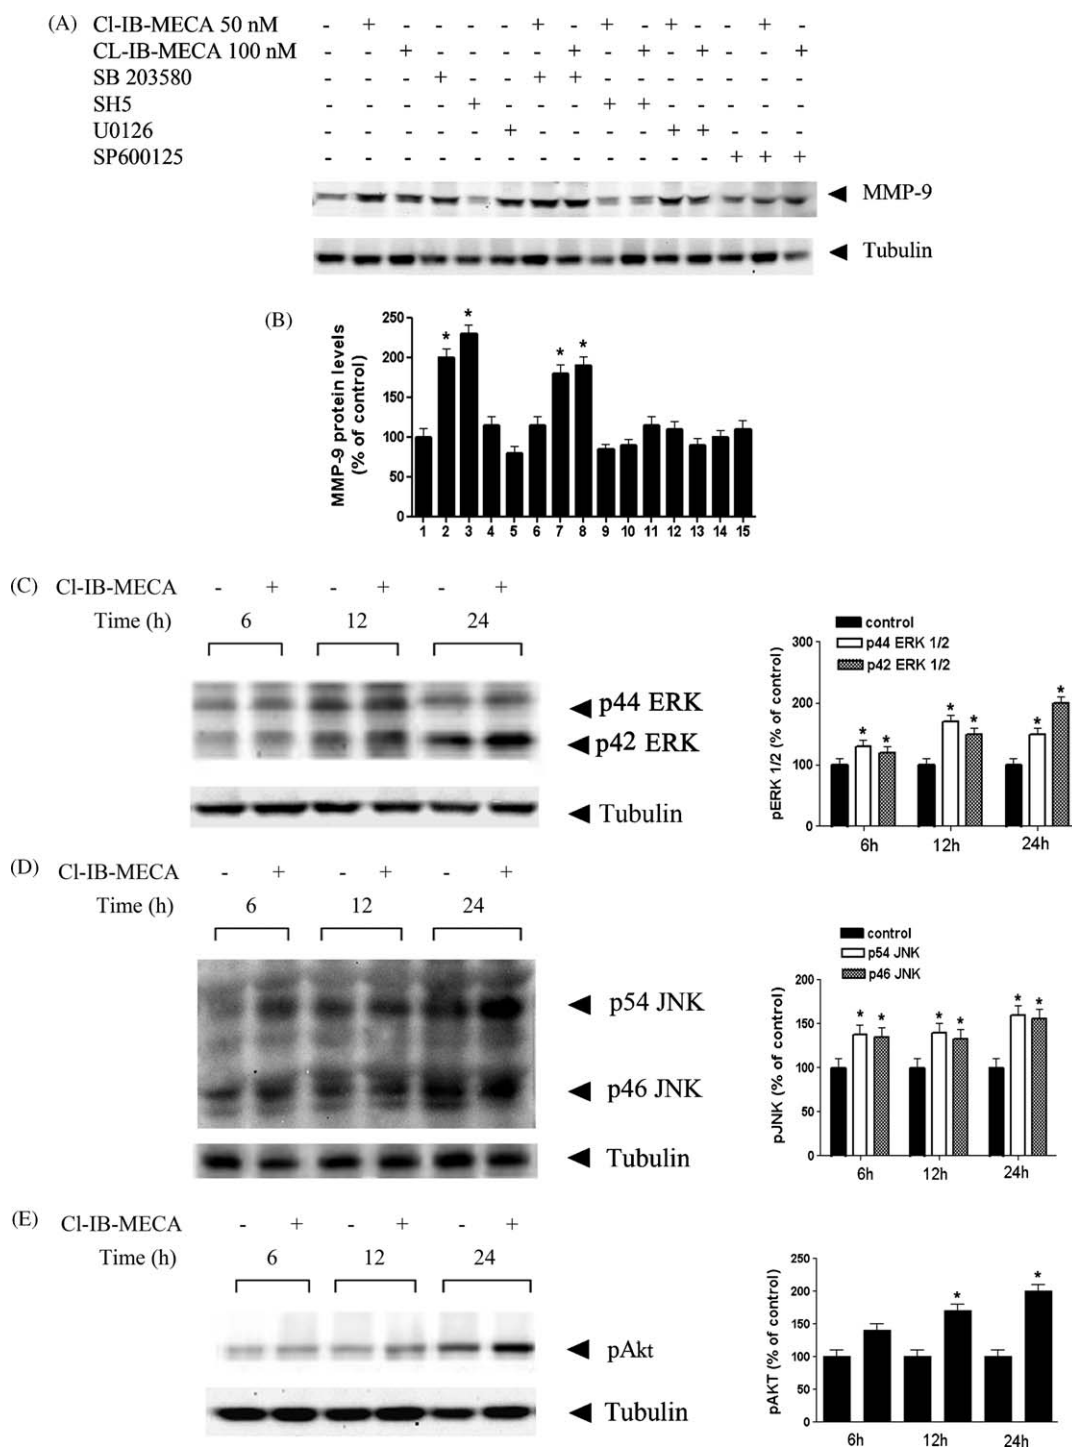 (A) Cl-IB-MECA 50 nM - + - - - - + - + - + - - + -
CL-IB-MECA 100 nM - - + - - - - + - + - + - - +
SB 203580 - - - + - - + + - - - - - - -
SH5 - - - - + - - - + + - - - - -
U0126 - - - - - + - - - - + + - - -
SP600125 - - - - - - - - - - - - + + +
MMP-9
Tubulin
(B)
MMP-9 protein levels
(% of control)
250
200
150
100
50
0
* * * *
1 2 3 4 5 6 7 8 9 10 11 12 13 14 15
(C) Cl-IB-MECA - + - + - +
Time (h) 6 12 24
p44 ERK
p42 ERK
Tubulin
control
p44 ERK 1/2
p42 ERK 1/2
pERK 1/2 (% of control)
300
200
100
0
* * * * * *
6h 12h 24h
(D) Cl-IB-MECA - + - + - +
Time (h) 6 12 24
p54 JNK
p46 JNK
Tubulin
control
p54 JNK
p46 JNK
pJNK (% of control)
200
150
100
50
0
* * * * * *
6h 12h 24h
(E) Cl-IB-MECA - + - + - +
Time (h) 6 12 24
pAkt
Tubulin
pAKT (% of control)
250
200
150
100
50
0
* *
6h 12h 24h